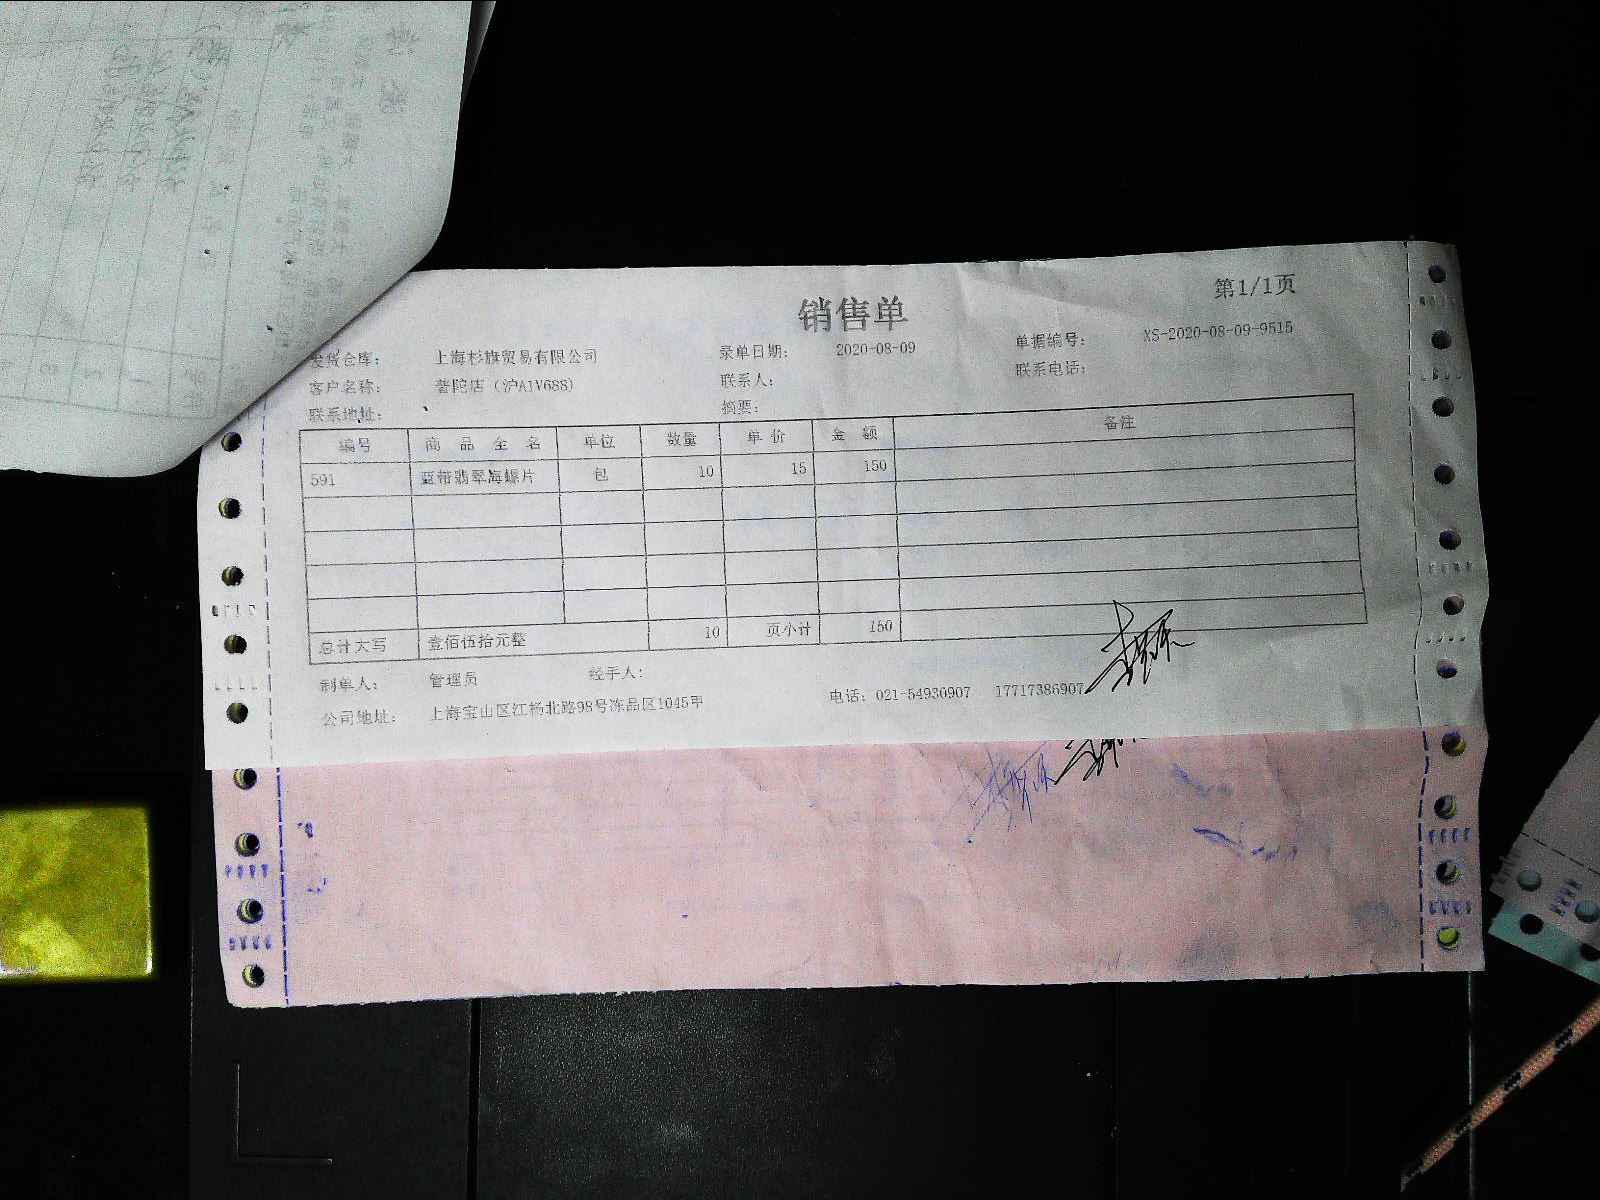 销售单
第1/1页
发货仓库: 上海杉旗贸易有限公司 录单日期: 2020-08-09 单据编号: XS-2020-08-09-9515
客户名称: 普陀店（沪A1V688） 联系人: 联系电话:
联系地址: 摘要:
编号 商品全名 单位 数量 单价 金额 备注
591 蓝带翡翠海螺片 包 10 15 150
总计大写 壹佰伍拾元整 10 页小计 150
制单人: 管理员 经手人:
公司地址: 上海宝山区江杨北路98号冻品区1045甲 电话: 021-54930907 17717386907